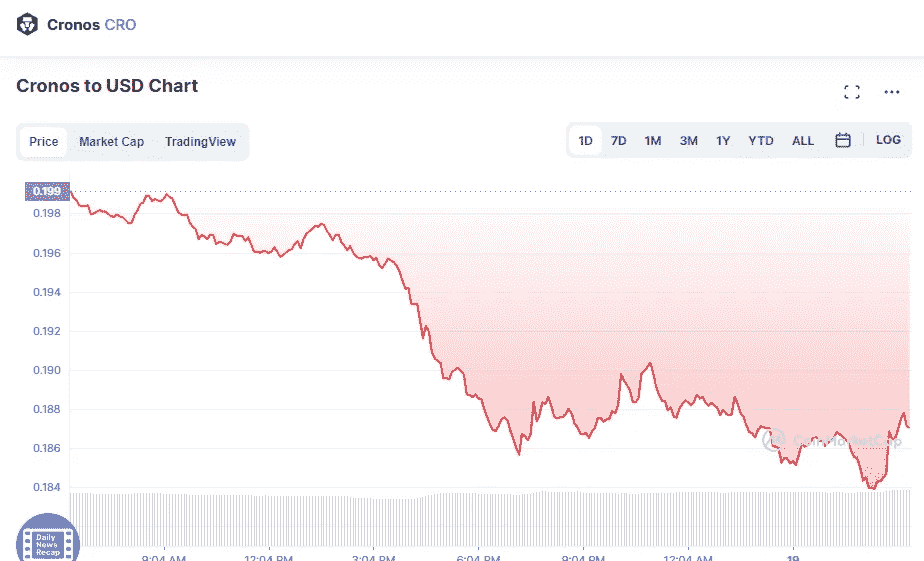 Cronos CRO
Cronos to USD Chart
Price Market Cap TradingView
1D 7D 1M 3M 1Y YTD ALL LOG
0.199
0.198
0.196
0.194
0.192
0.190
0.188
0.186
0.184
CoinMarketCap
Daily
News
Recap
9:04 AM 12:04 PM 3:04 PM 6:04 PM 9:04 PM 12:04 AM 19